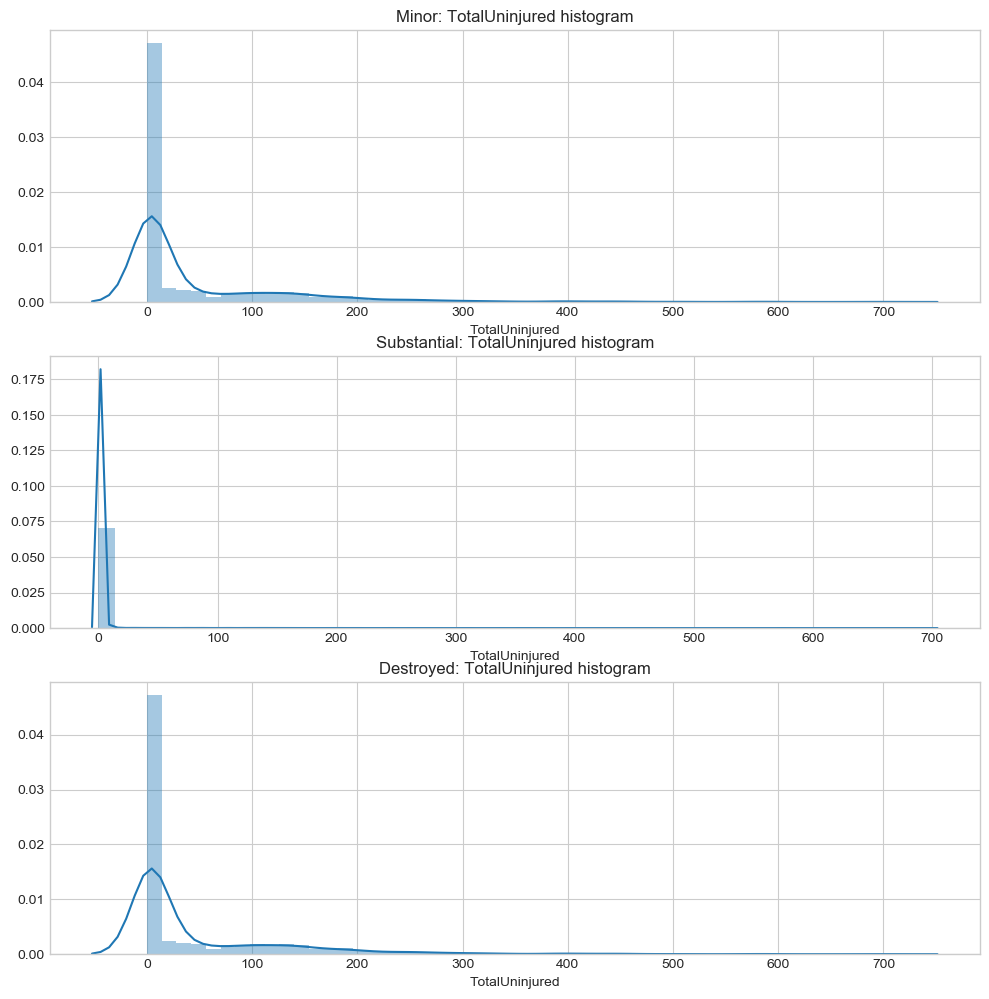 Minor: TotalUninjured histogram
0.04
0.03
0.02
0.01
0.00
0 100 200 300 400 500 600 700
TotalUninjured
Substantial: TotalUninjured histogram
0.175
0.150
0.125
0.100
0.075
0.050
0.025
0.000
0 100 200 300 400 500 600 700
TotalUninjured
Destroyed: TotalUninjured histogram
0.04
0.03
0.02
0.01
0.00
0 100 200 300 400 500 600 700
TotalUninjured